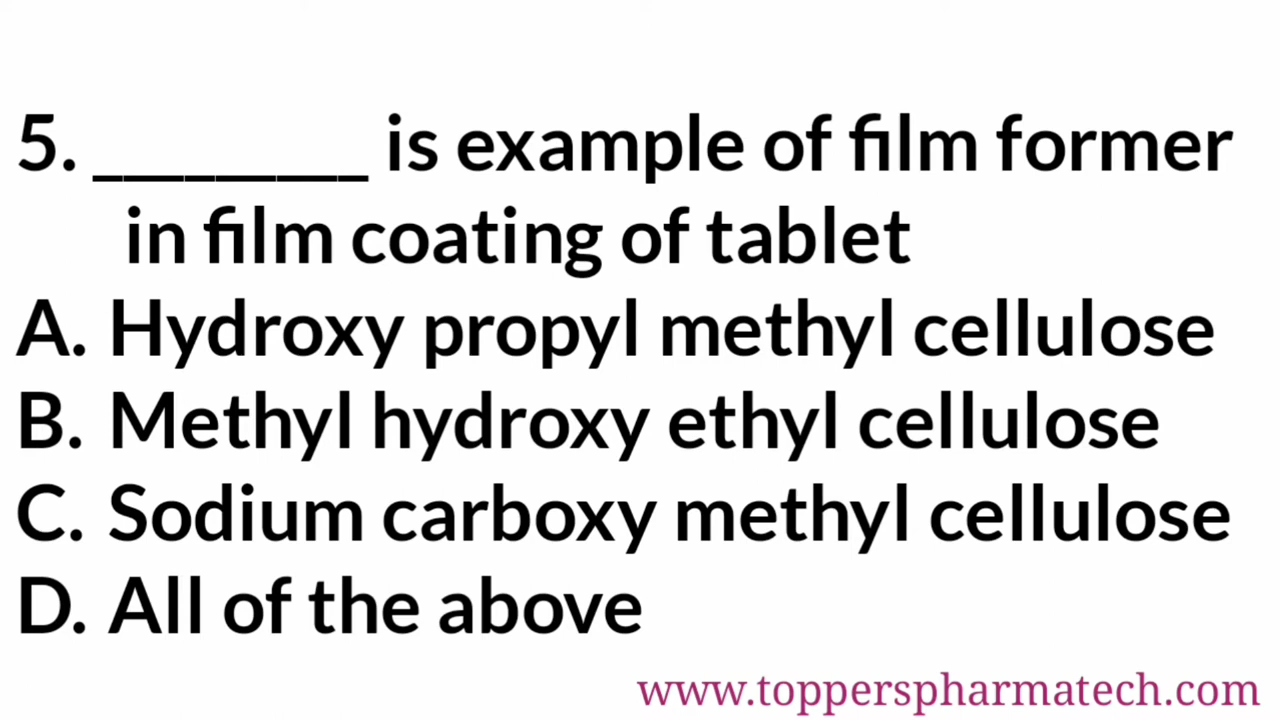 5. _________ is example of film former
in film coating of tablet
A. Hydroxy propyl methyl cellulose
B. Methyl hydroxy ethyl cellulose
C. Sodium carboxy methyl cellulose
D. All of the above
www.topperspharmatech.com